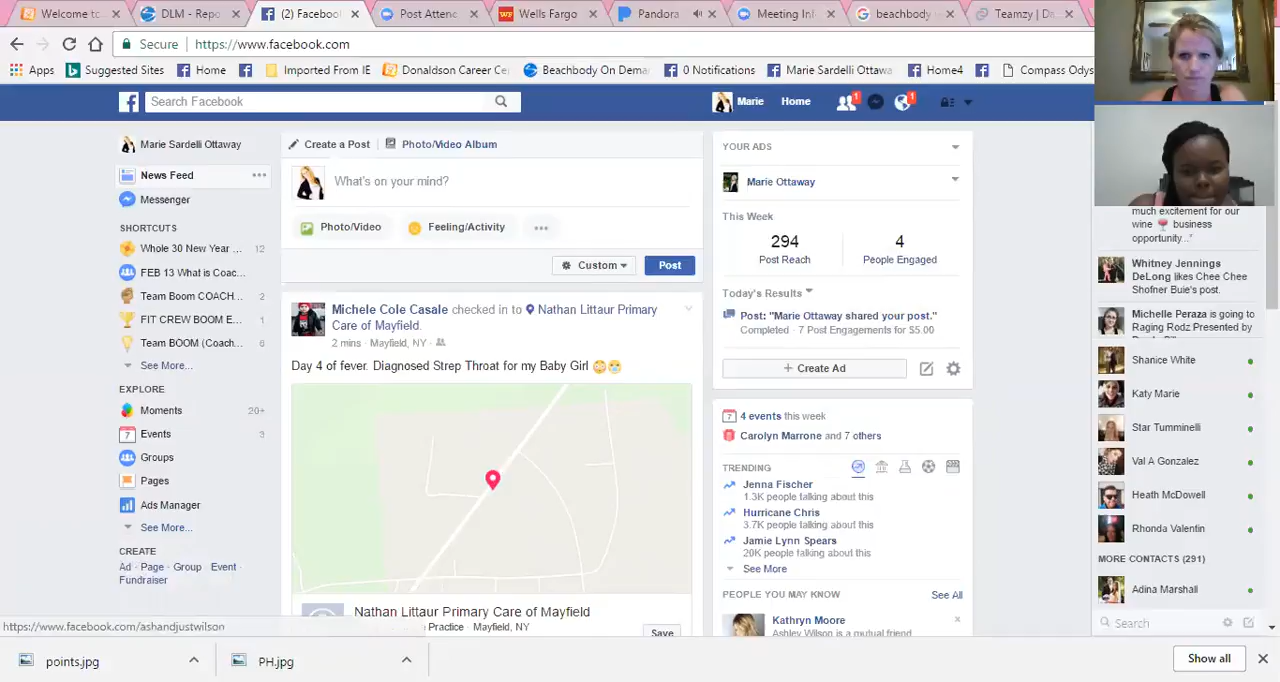 Welcome to
DLM - Repo
(2) Faceboo
Post Attenc
Wells Fargo
Pandora
Meeting In
beachbody
Teamzy | Da
Secure
https://www.facebook.com
Apps
Suggested Sites
Home
Imported From IE
Donaldson Career Ce
Beachbody On Dema
0 Notifications
Marie Sardelli Ottawa
Home4
Compass Odys
Search Facebook
Marie
Home
1
1
Marie Sardelli Ottaway
News Feed
Messenger
SHORTCUTS
Whole 30 New Year ... 12
FEB 13 What is Coac...
Team Boom COACH... 2
FIT CREW BOOM E... 1
Team BOOM (Coach... 6
See More...
EXPLORE
Moments 20+
Events 3
Groups
Pages
Ads Manager
See More...
CREATE
Ad · Page · Group · Event ·
Fundraiser
https://www.facebook.com/ashandjustwilson
Create a Post
Photo/Video Album
What's on your mind?
Photo/Video
Feeling/Activity
Custom
Post
Michele Cole Casale checked in to Nathan Littaur Primary
Care of Mayfield.
2 mins · Mayfield, NY ·
Day 4 of fever. Diagnosed Strep Throat for my Baby Girl
Nathan Littaur Primary Care of Mayfield
Practice · Mayfield, NY
Save
YOUR ADS
Marie Ottaway
This Week
294
Post Reach
4
People Engaged
Today's Results
Post: "Marie Ottaway shared your post."
Completed · 7 Post Engagements for $5.00
+ Create Ad
7
4 events this week
Carolyn Marrone and 7 others
TRENDING
Jenna Fischer
1.3K people talking about this
Hurricane Chris
3.7K people talking about this
Jamie Lynn Spears
20K people talking about this
See More
PEOPLE YOU MAY KNOW
See All
Kathryn Moore
Ashley Wilson is a mutual friend
much excitement for our
wine business
opportunity..."
Whitney Jennings
DeLong likes Chee Chee
Shofner Buie's post.
Michelle Peraza is going to
Raging Rodz Presented by
Shanice White
Katy Marie
Star Tumminelli
Val A Gonzalez
Heath McDowell
Rhonda Valentin
MORE CONTACTS (291)
Adina Marshall
Search
points.jpg
PH.jpg
Show all